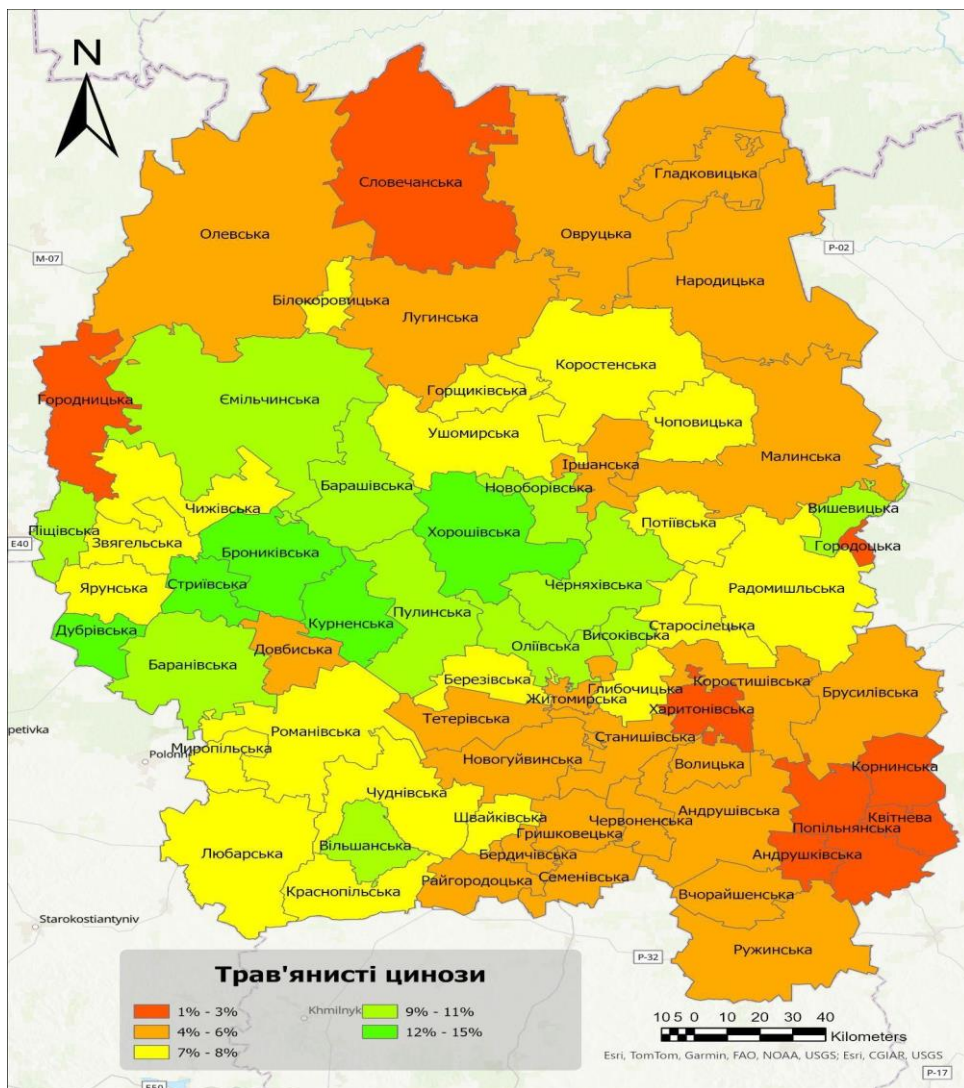 N
Словечанська
Гладковицька
Олевська
Овруцька
M-07
P-02
Народицька
Білокоровицька
Лугинська
Коростенська
Городницька
Ємільчинська
Горщиківська
Чоповицька
Ушомирська
Малинська
Іршанська
Барашівська
Новоборівська
Чижівська
Вишевицька
Піщівська
Хорошівська
Потіївська
E40
Звягельська
Городоцька
Брониківська
Черняхівська
Ярунська
Стриївська
Радомишльська
Пулинська
Курненська
Старосілецька
Дубрівська
Високівська
Оліївська
Довбиська
Баранівська
Березівська
Коростишівська
Глибочицька
Брусилівська
Житомирська
Харитонівська
Тетерівська
Романівська
petivka
Станишівська
Миропільська
Polonne
Новогуйвинська
Волицька
Корнинська
Чуднівська
Андрушівська
Швайківська
Квітнева
Червоненська
Попільнянська
Гришковецька
Вільшанська
Любарська
Бердичівська
Андрушківська
Райгородоцька
Семенівська
Краснопільська
Вчорайшенська
Starokostiantyniv
Ружинська
P-32
Трав'янисті цинози
1% - 3%
4% - 6%
7% - 8%
9% - 11%
12% - 15%
Khmilnyk
10 5 0 10 20 30 40
Kilometers
Esri, TomTom, Garmin, FAO, NOAA, USGS; Esri, CGIAR, USGS
P-17
E50